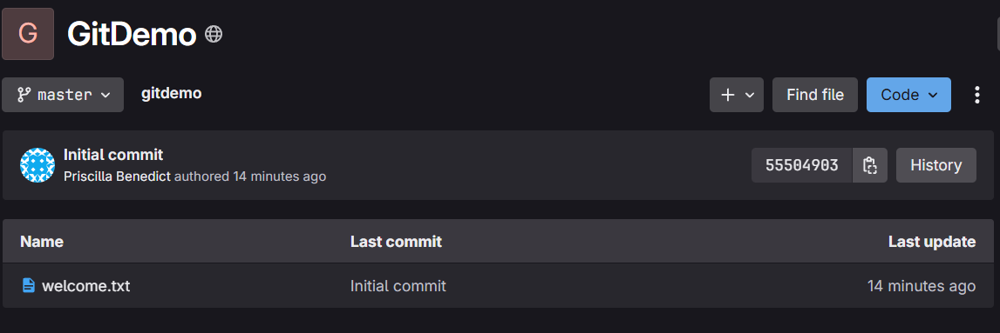 G
GitDemo
master
gitdemo
Find file
Code
Initial commit
Priscilla Benedict authored 14 minutes ago
55504903
History
Name Last commit Last update
welcome.txt Initial commit 14 minutes ago